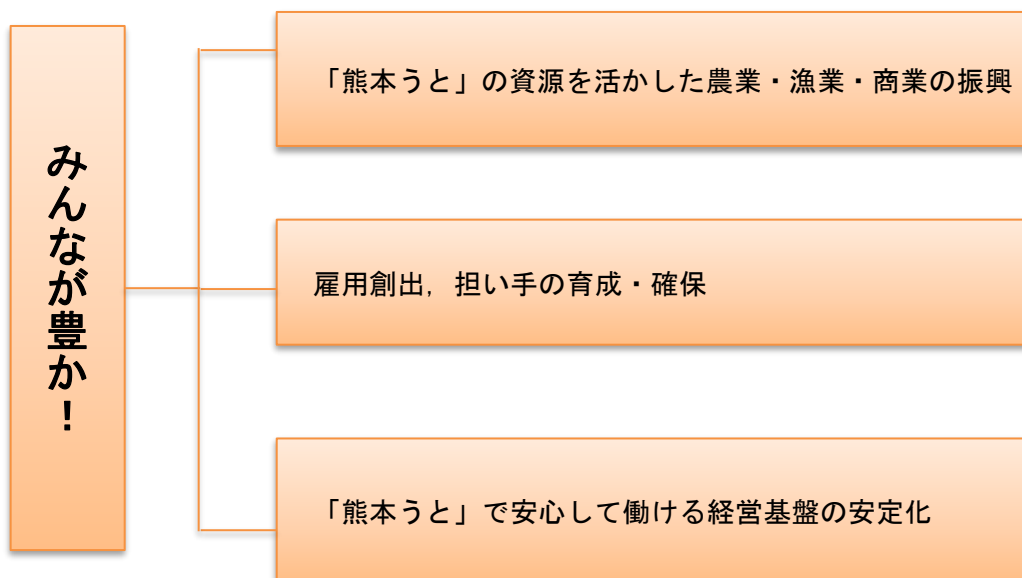 みんなが豊か！
「熊本うと」の資源を活かした農業・漁業・商業の振興
雇用創出，担い手の育成・確保
「熊本うと」で安心して働ける経営基盤の安定化